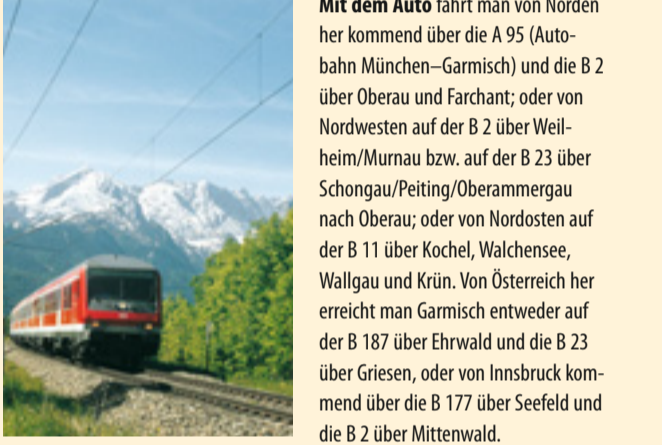 Mit dem Auto fährt man von Norden
her kommend über die A 95 (Auto-
bahn München–Garmisch) und die B 2
über Oberau und Farchant; oder von
Nordwesten auf der B 2 über Weil-
heim/Murnau bzw. auf der B 23 über
Schongau/Peiting/Oberammergau
nach Oberau; oder von Nordosten auf
der B 11 über Kochel, Walchensee,
Wallgau und Krün. Von Österreich her
erreicht man Garmisch entweder auf
der B 187 über Ehrwald und die B 23
über Griesen, oder von Innsbruck kom-
mend über die B 177 über Seefeld und
die B 2 über Mittenwald.